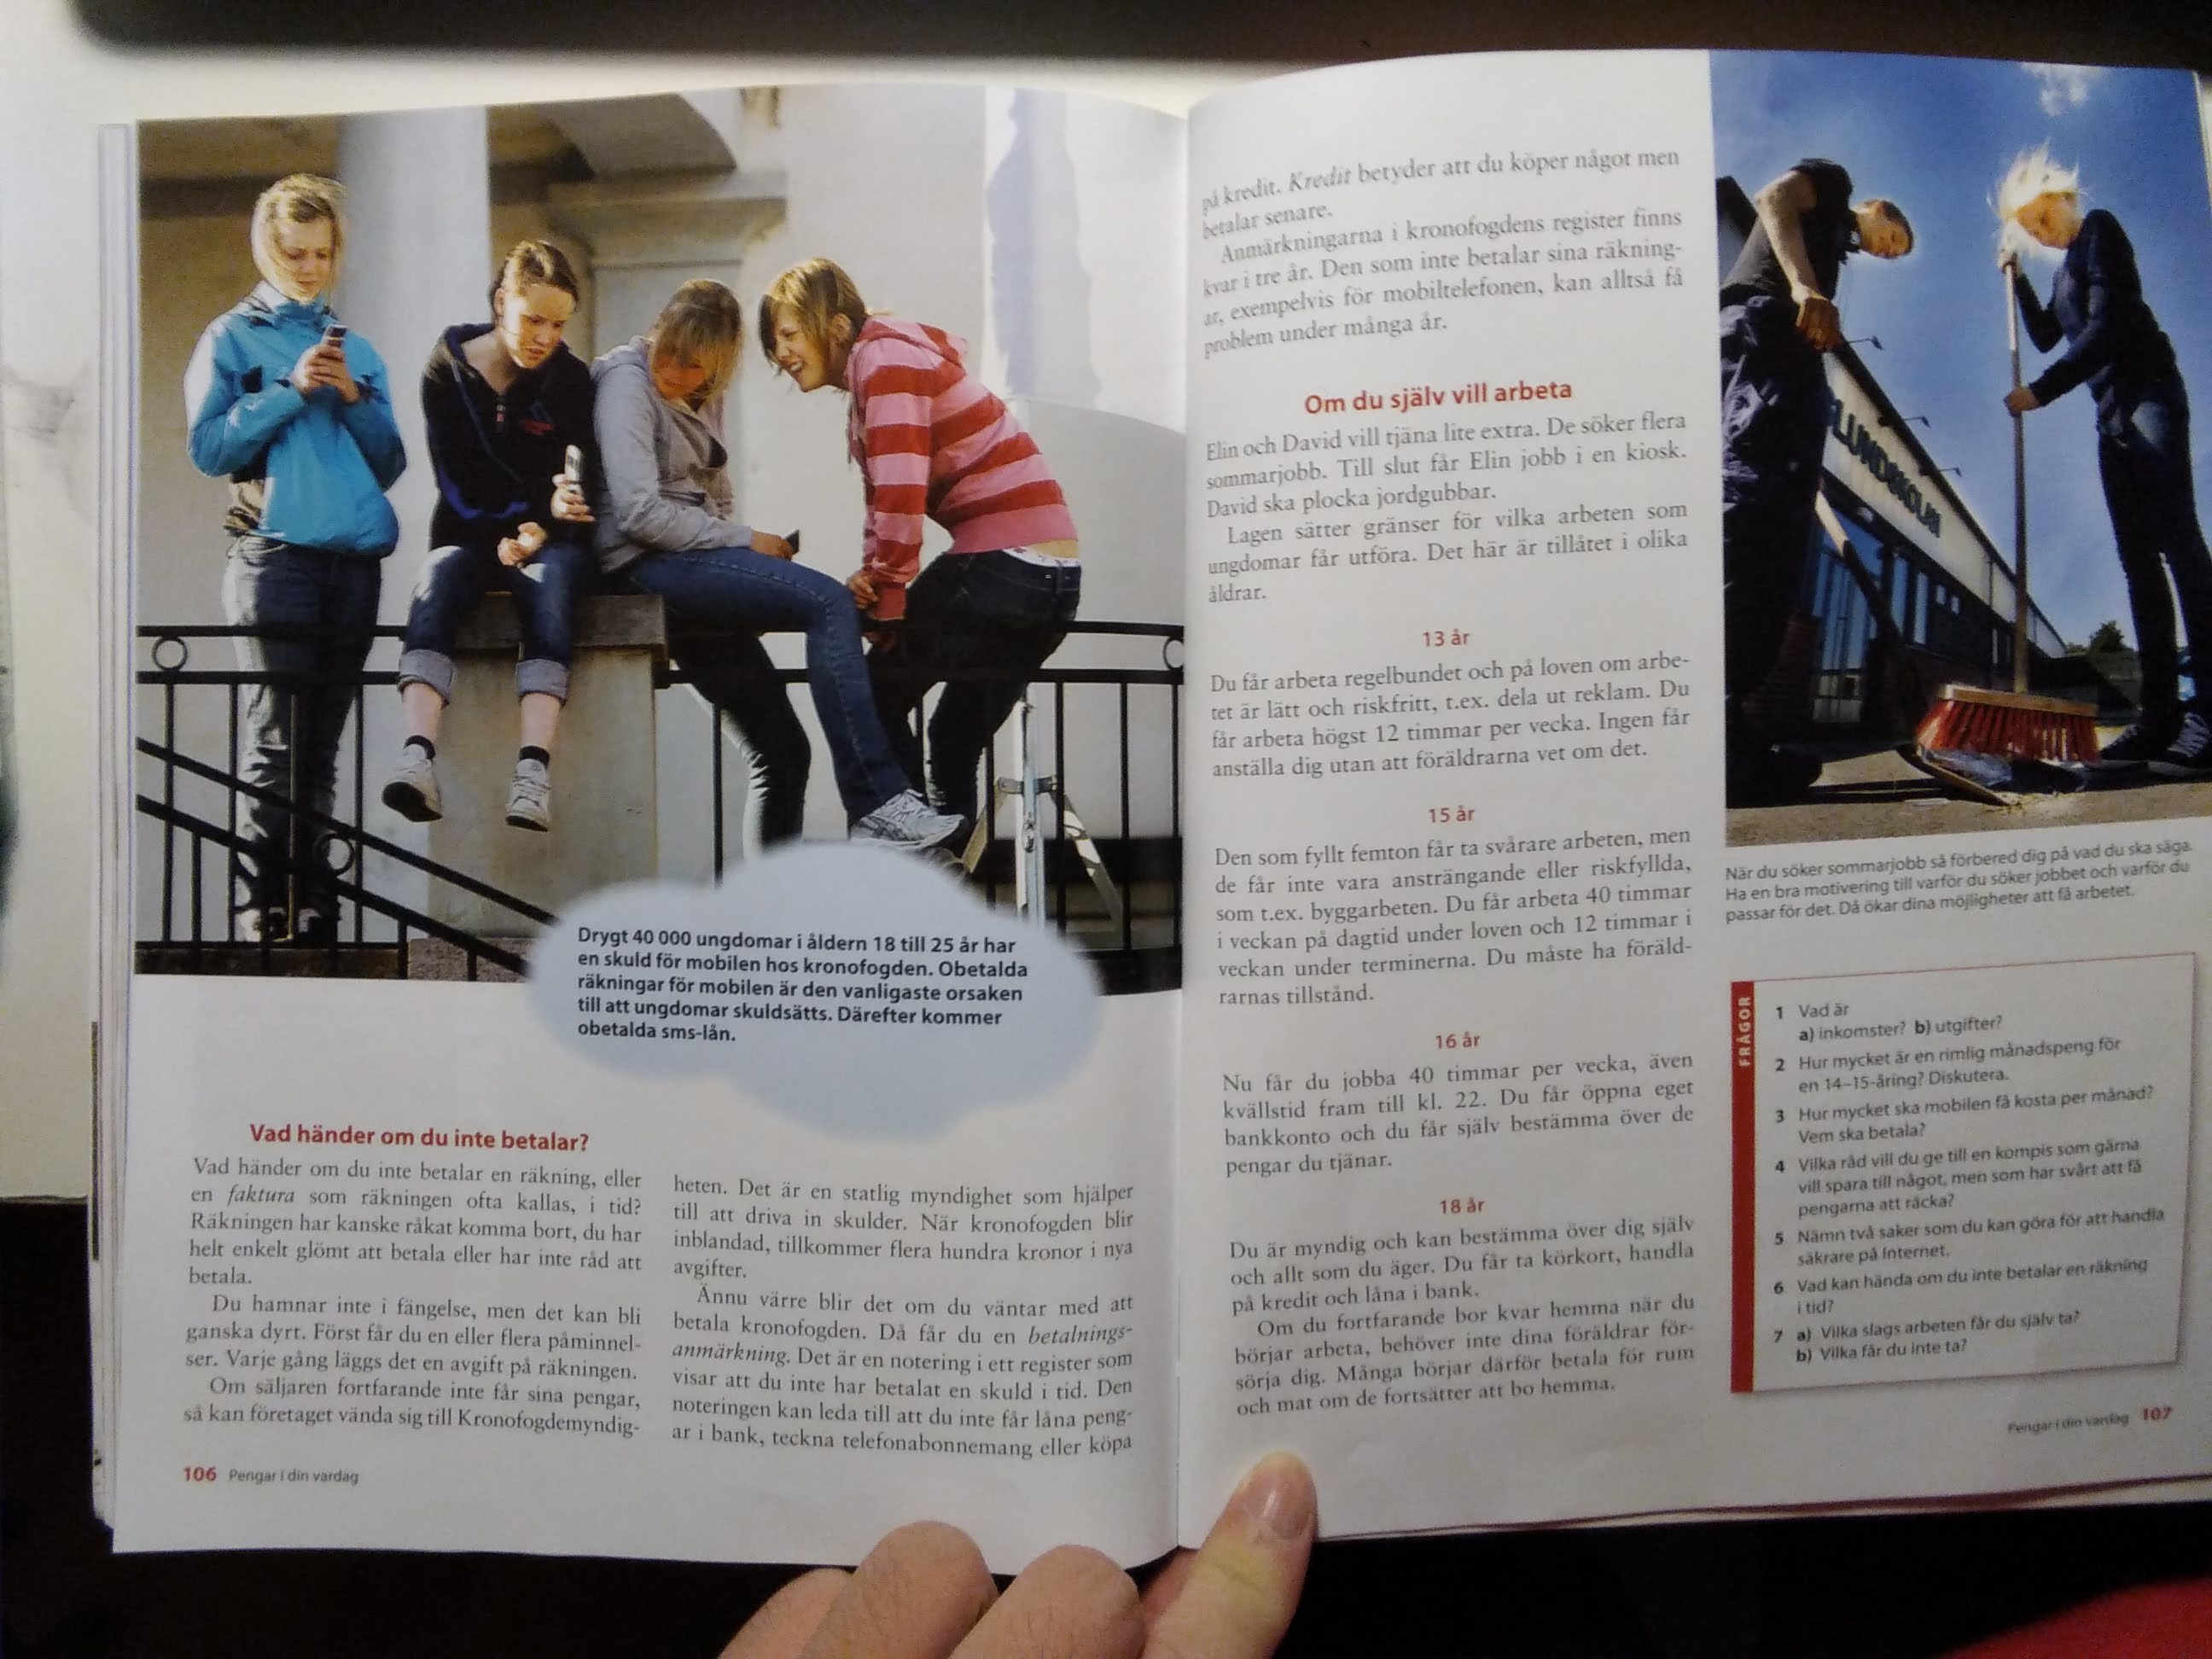 Drygt 40 000 ungdomar i åldern 18 till 25 år har
en skuld för mobilen hos kronofogden. Obetalda
räkningar för mobilen är den vanligaste orsaken
till att ungdomar skuldsätts. Därefter kommer
obetalda sms-lån.
Vad händer om du inte betalar?
Vad händer om du inte betalar en räkning, eller
en faktura som räkningen ofta kallas, i tid?
Räkningen har kanske råkat komma bort, du har
helt enkelt glömt att betala eller har inte råd att
betala.
Du hamnar inte i fängelse, men det kan bli
ganska dyrt. Först får du en eller flera påminnel-
ser. Varje gång läggs det en avgift på räkningen.
Om säljaren fortfarande inte får sina pengar,
så kan företaget vända sig till Kronofogdemyndig-
heten. Det är en statlig myndighet som hjälper
till att driva in skulder. När kronofogden blir
inblandad, tillkommer flera hundra kronor i nya
avgifter.
Ännu värre blir det om du väntar med att
betala kronofogden. Då får du en betalnings-
anmärkning. Det är en notering i ett register som
visar att du inte har betalat en skuld i tid. Den
noteringen kan leda till att du inte får låna peng-
ar i bank, teckna telefonabonnemang eller köpa
106 Pengar i din vardag
på kredit. Kredit betyder att du köper något men
betalar senare.
Anmärkningarna i kronofogdens register finns
kvar i tre år. Den som inte betalar sina räkning-
ar, exempelvis för mobiltelefonen, kan alltså få
problem under många år.
Om du själv vill arbeta
Elin och David vill tjäna lite extra. De söker flera
sommarjobb. Till slut får Elin jobb i en kiosk.
David ska plocka jordgubbar.
Lagen sätter gränser för vilka arbeten som
ungdomar får utföra. Det här är tillåtet i olika
åldrar.
13 år
Du får arbeta regelbundet och på loven om arbe-
tet är lätt och riskfritt, t.ex. dela ut reklam. Du
får arbeta högst 12 timmar per vecka. Ingen får
anställa dig utan att föräldrarna vet om det.
15 år
Den som fyllt femton får ta svårare arbeten, men
de får inte vara ansträngande eller riskfyllda,
som t.ex. byggarbeten. Du får arbeta 40 timmar
i veckan på dagtid under loven och 12 timmar i
veckan under terminerna. Du måste ha föräld-
rarnas tillstånd.
16 år
Nu får du jobba 40 timmar per vecka, även
kvällstid fram till kl. 22. Du får öppna eget
bankkonto och du får själv bestämma över de
pengar du tjänar.
18 år
Du är myndig och kan bestämma över dig själv
och allt som du äger. Du får ta körkort, handla
på kredit och låna i bank.
Om du fortfarande bor kvar hemma när du
börjar arbeta, behöver inte dina föräldrar för-
sörja dig. Många börjar därför betala för rum
och mat om de fortsätter att bo hemma.
När du söker sommarjobb så förbered dig på vad du ska säga.
Ha en bra motivering till varför du söker jobbet och varför du
passar för det. Då ökar dina möjligheter att få arbetet.
FRÅGOR
1 Vad är
a) inkomster? b) utgifter?
2 Hur mycket är en rimlig månadspeng för
en 14–15-åring? Diskutera.
3 Hur mycket ska mobilen få kosta per månad?
Vem ska betala?
4 Vilka råd vill du ge till en kompis som gärna
vill spara till något, men som har svårt att få
pengarna att räcka?
5 Nämn två saker som du kan göra för att handla
säkrare på Internet.
6 Vad kan hända om du inte betalar en räkning
i tid?
7 a) Vilka slags arbeten får du själv ta?
b) Vilka får du inte ta?
Pengar i din vardag 107